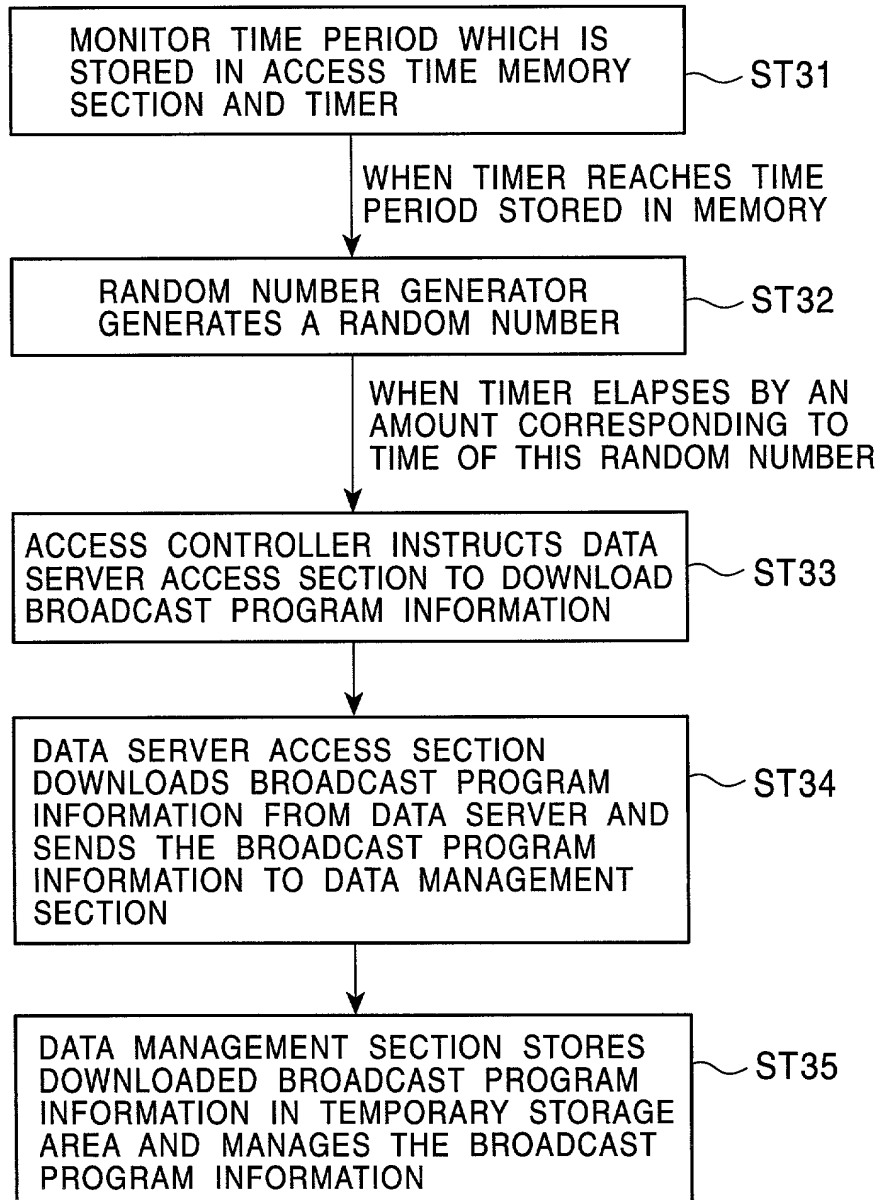 MONITOR TIME PERIOD WHICH IS
STORED IN ACCESS TIME MEMORY
SECTION AND TIMER
ST31
WHEN TIMER REACHES TIME
PERIOD STORED IN MEMORY
RANDOM NUMBER GENERATOR
GENERATES A RANDOM NUMBER
ST32
WHEN TIMER ELAPSES BY AN
AMOUNT CORRESPONDING TO
TIME OF THIS RANDOM NUMBER
ACCESS CONTROLLER INSTRUCTS DATA
SERVER ACCESS SECTION TO DOWNLOAD
BROADCAST PROGRAM INFORMATION
ST33
DATA SERVER ACCESS SECTION
DOWNLOADS BROADCAST PROGRAM
INFORMATION FROM DATA SERVER AND
SENDS THE BROADCAST PROGRAM
INFORMATION TO DATA MANAGEMENT
SECTION
ST34
DATA MANAGEMENT SECTION STORES
DOWNLOADED BROADCAST PROGRAM
INFORMATION IN TEMPORARY STORAGE
AREA AND MANAGES THE BROADCAST
PROGRAM INFORMATION
ST35